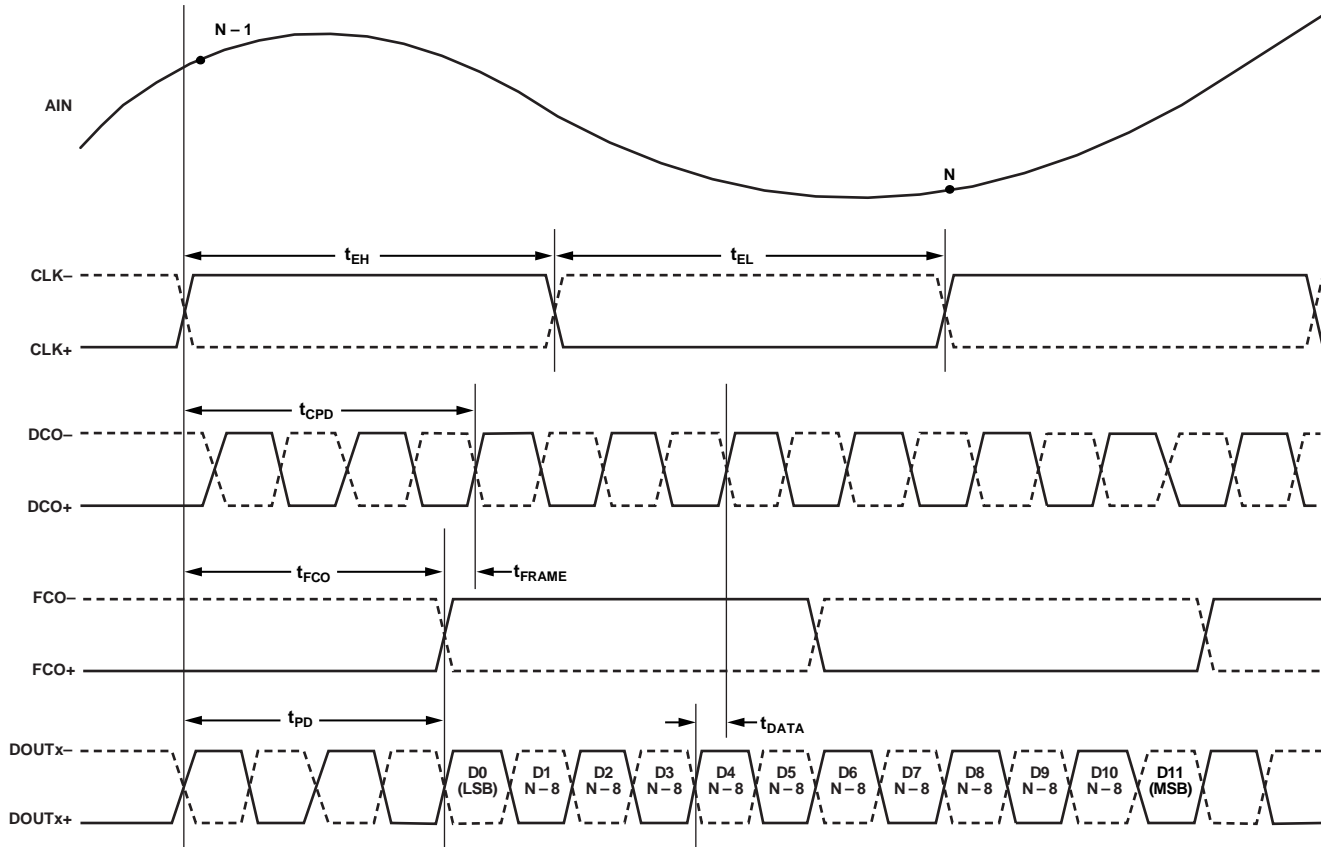 N – 1
AIN
N
tEH
tEL
CLK–
CLK+
tCPD
DCO–
DCO+
tFCO
tFRAME
FCO–
FCO+
tPD
tDATA
DOUTx–
DOUTx+
D0
(LSB)
D1
N – 8
D2
N – 8
D3
N – 8
D4
N – 8
D5
N – 8
D6
N – 8
D7
N – 8
D8
N – 8
D9
N – 8
D10
N – 8
D11
(MSB)